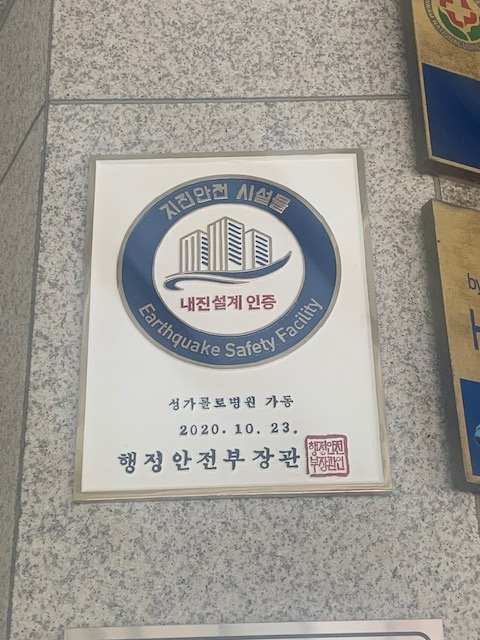 지진안전 시설물
내진설계 인증
Earthquake Safety Facility
성가롤로병원 가동
2020. 10. 23.
행정안전부장관
행정안전
부장관인
by
H